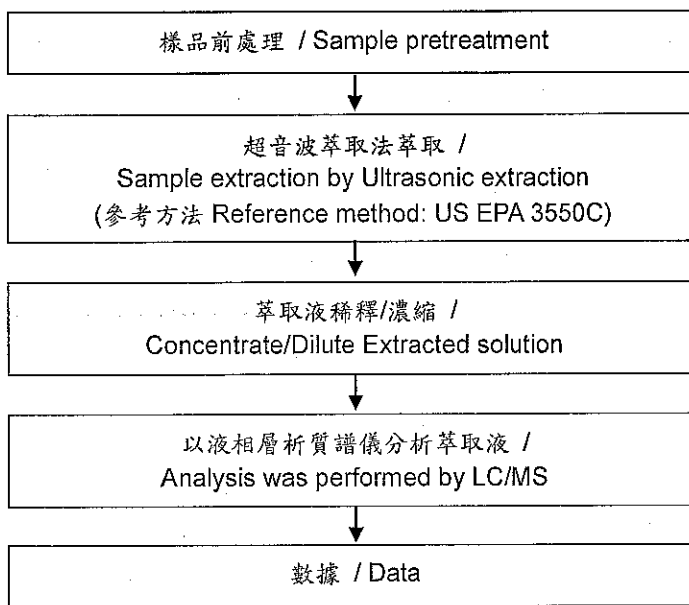 樣品前處理 / Sample pretreatment
超音波萃取法萃取 /
Sample extraction by Ultrasonic extraction
(參考方法 Reference method: US EPA 3550C)
萃取液稀釋/濃縮 /
Concentrate/Dilute Extracted solution
以液相層析質譜儀分析萃取液 /
Analysis was performed by LC/MS
數據 / Data